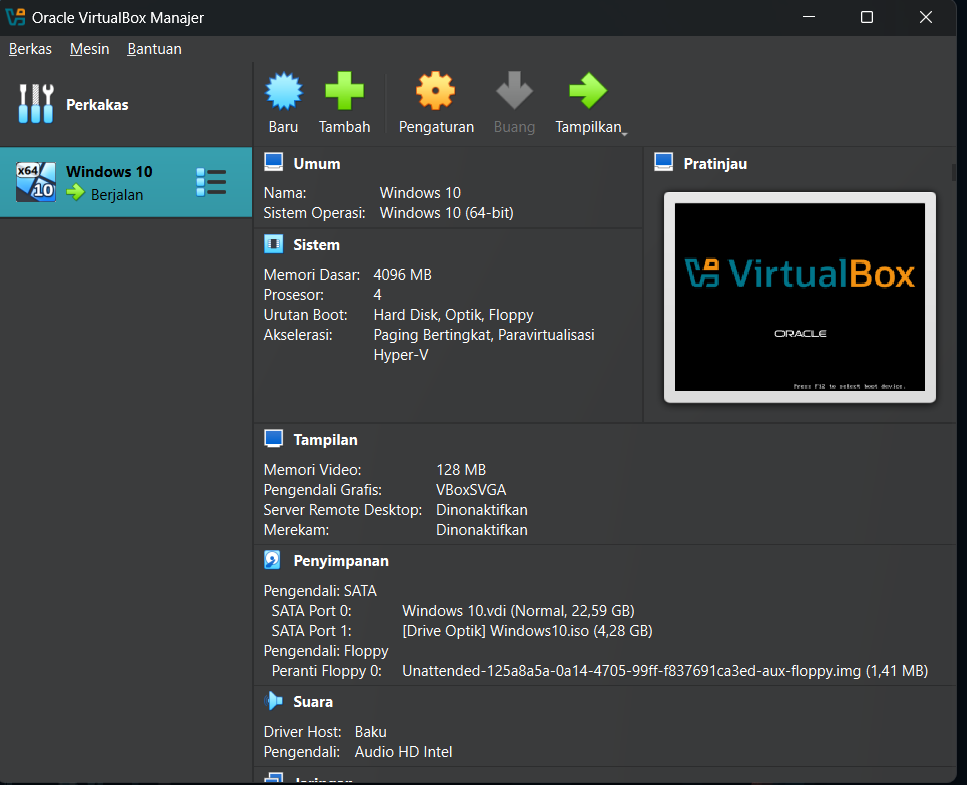 Oracle VirtualBox Manajer
Berkas Mesin Bantuan
Perkakas
Baru Tambah Pengaturan Buang Tampilkan
x64
10
Windows 10
Berjalan
Umum
Nama: Windows 10
Sistem Operasi: Windows 10 (64-bit)
Sistem
Memori Dasar: 4096 MB
Prosesor: 4
Urutan Boot: Hard Disk, Optik, Floppy
Akselerasi: Paging Bertingkat, Paravirtualisasi
Hyper-V
Pratinjau
VirtualBox
ORACLE
Press F12 to select boot device.
Tampilan
Memori Video: 128 MB
Pengendali Grafis: VBoxSVGA
Server Remote Desktop: Dinonaktifkan
Merekam: Dinonaktifkan
Penyimpanan
Pengendali: SATA
SATA Port 0: Windows 10.vdi (Normal, 22,59 GB)
SATA Port 1: [Drive Optik] Windows10.iso (4,28 GB)
Pengendali: Floppy
Peranti Floppy 0: Unattended-125a8a5a-0a14-4705-99ff-f837691ca3ed-aux-floppy.img (1,41 MB)
Suara
Driver Host: Baku
Pengendali: Audio HD Intel
Jaringan